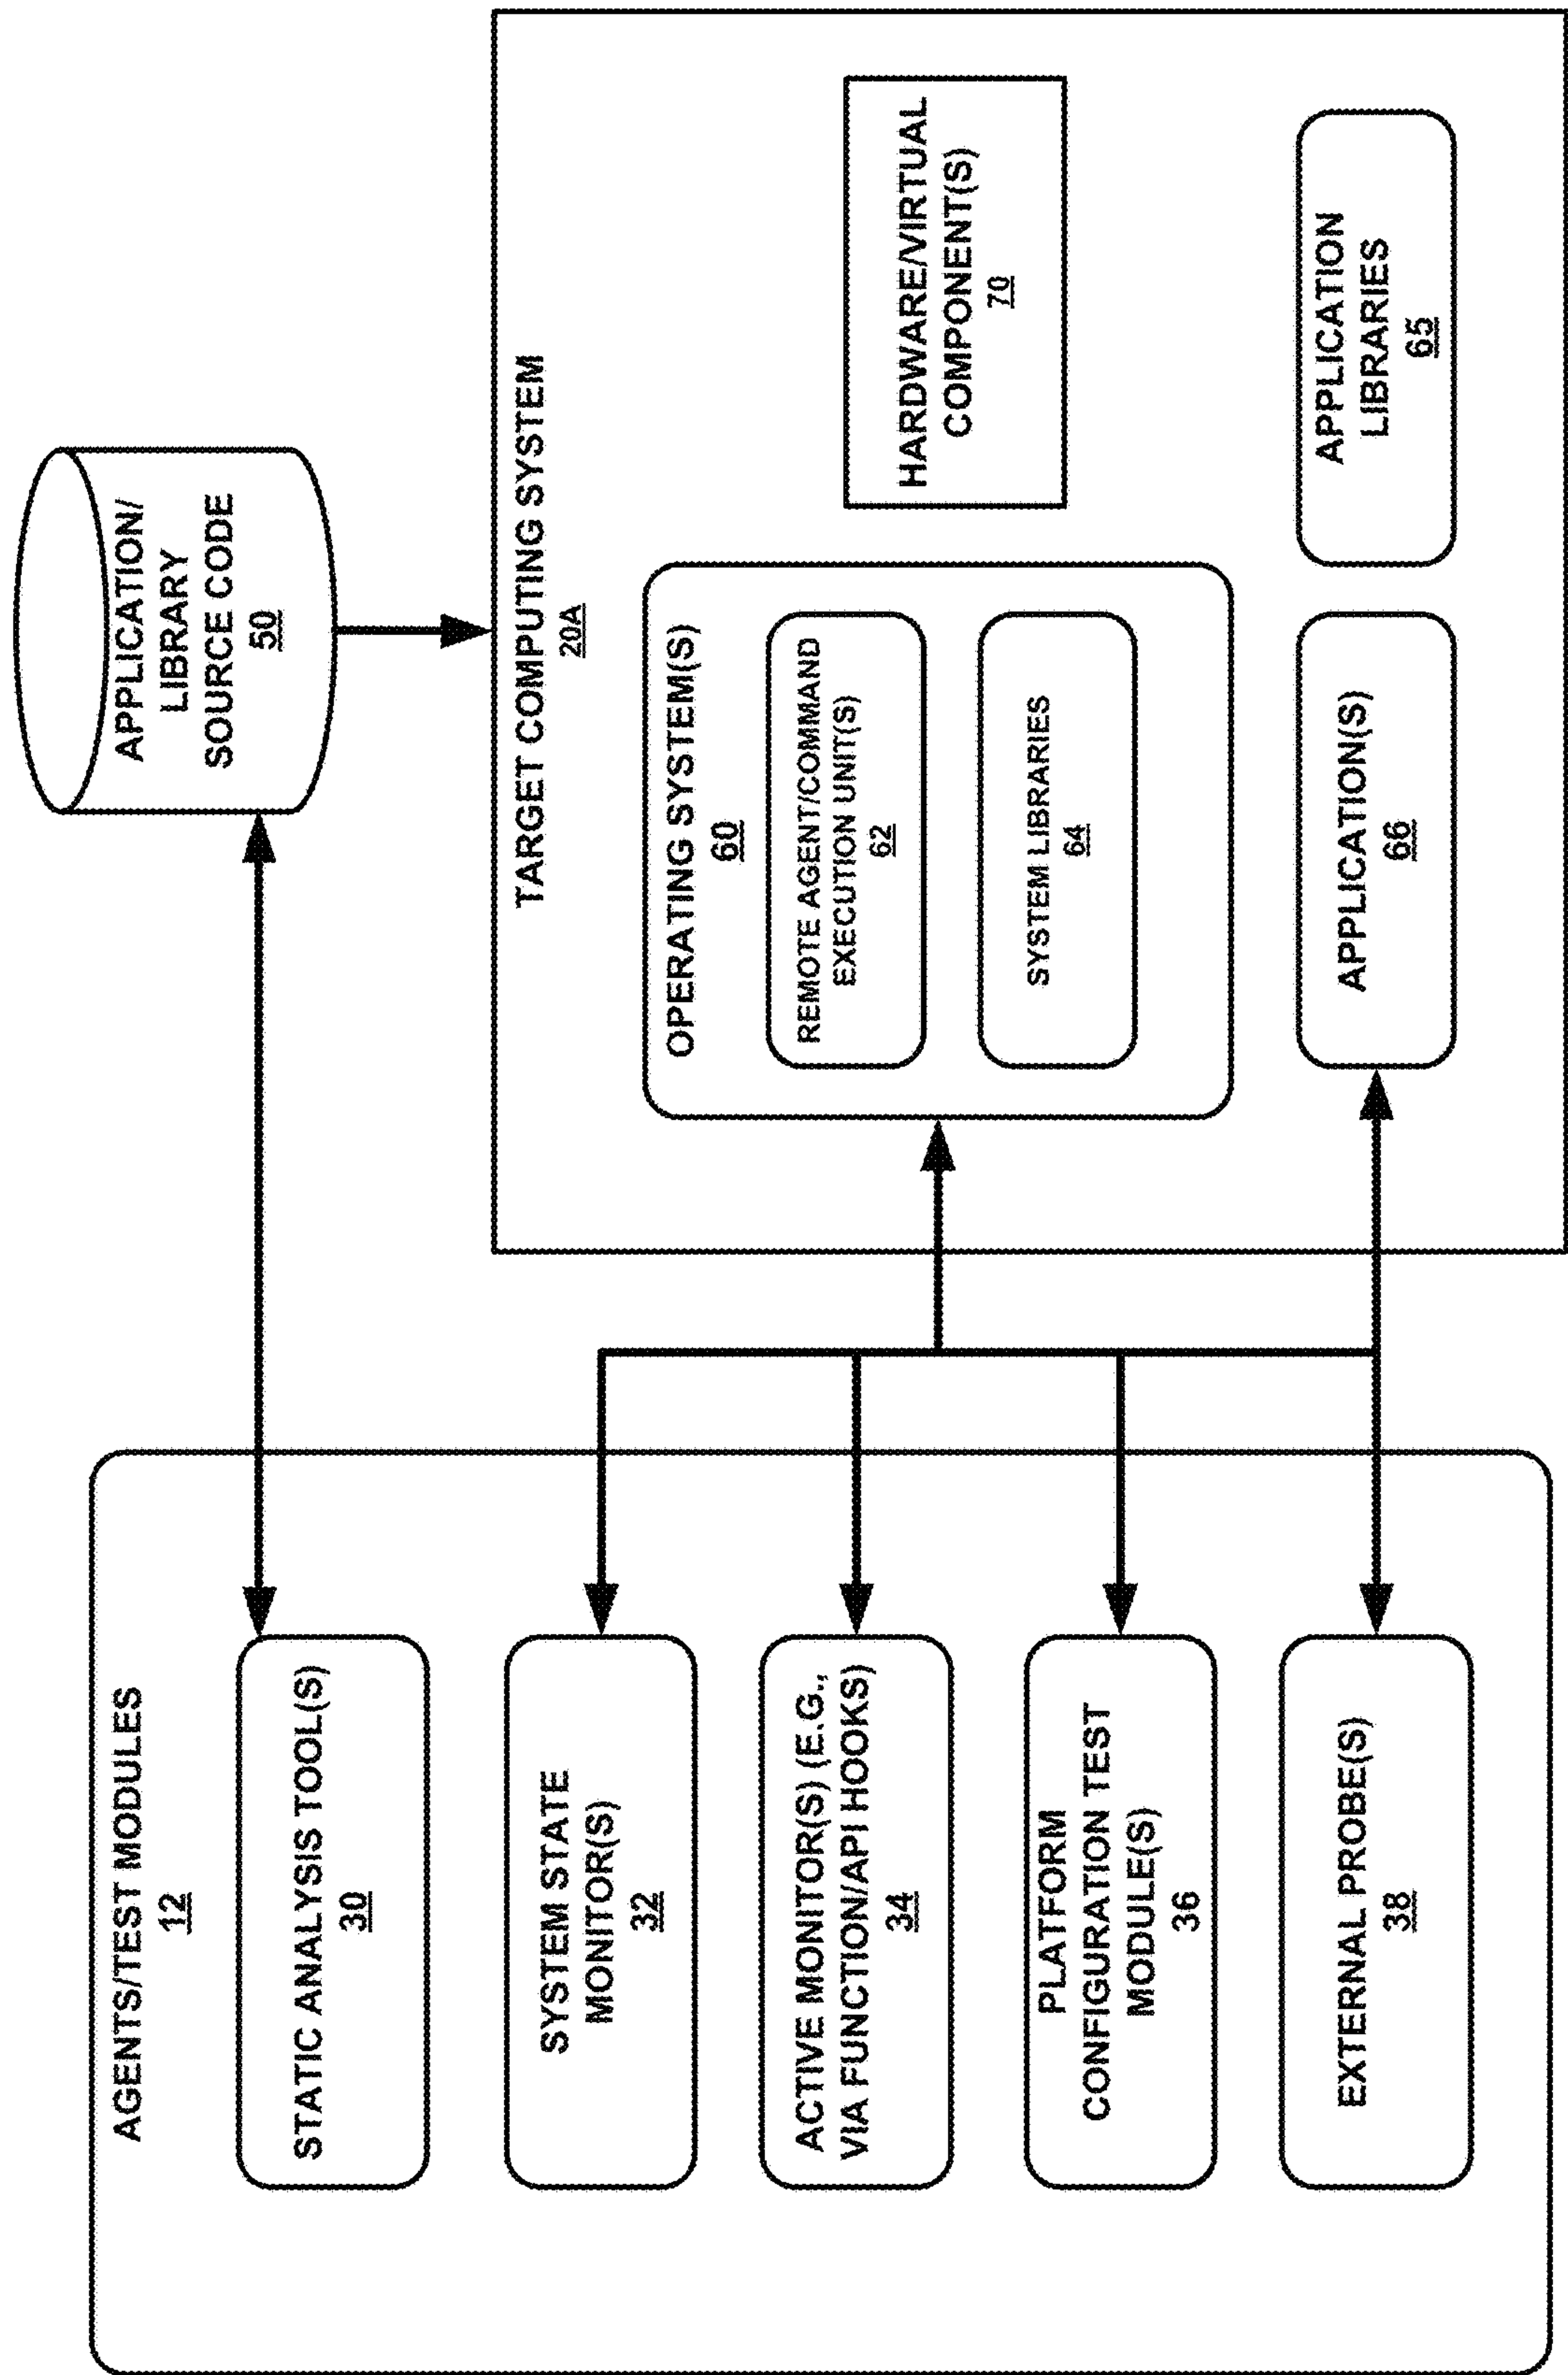 AGENTS/TEST MODULES
12
STATIC ANALYSIS TOOL(S)
30
SYSTEM STATE
MONITOR(S)
32
ACTIVE MONITOR(S) (E.G.,
VIA FUNCTION/API HOOKS)
34
PLATFORM
CONFIGURATION TEST
MODULE(S)
36
EXTERNAL PROBE(S)
38
APPLICATION/
LIBRARY
SOURCE CODE
50
TARGET COMPUTING SYSTEM
20A
OPERATING SYSTEM(S)
60
REMOTE AGENT/COMMAND
EXECUTION UNIT(S)
62
SYSTEM LIBRARIES
64
HARDWARE/VIRTUAL
COMPONENT(S)
70
APPLICATION(S)
66
APPLICATION
LIBRARIES
65